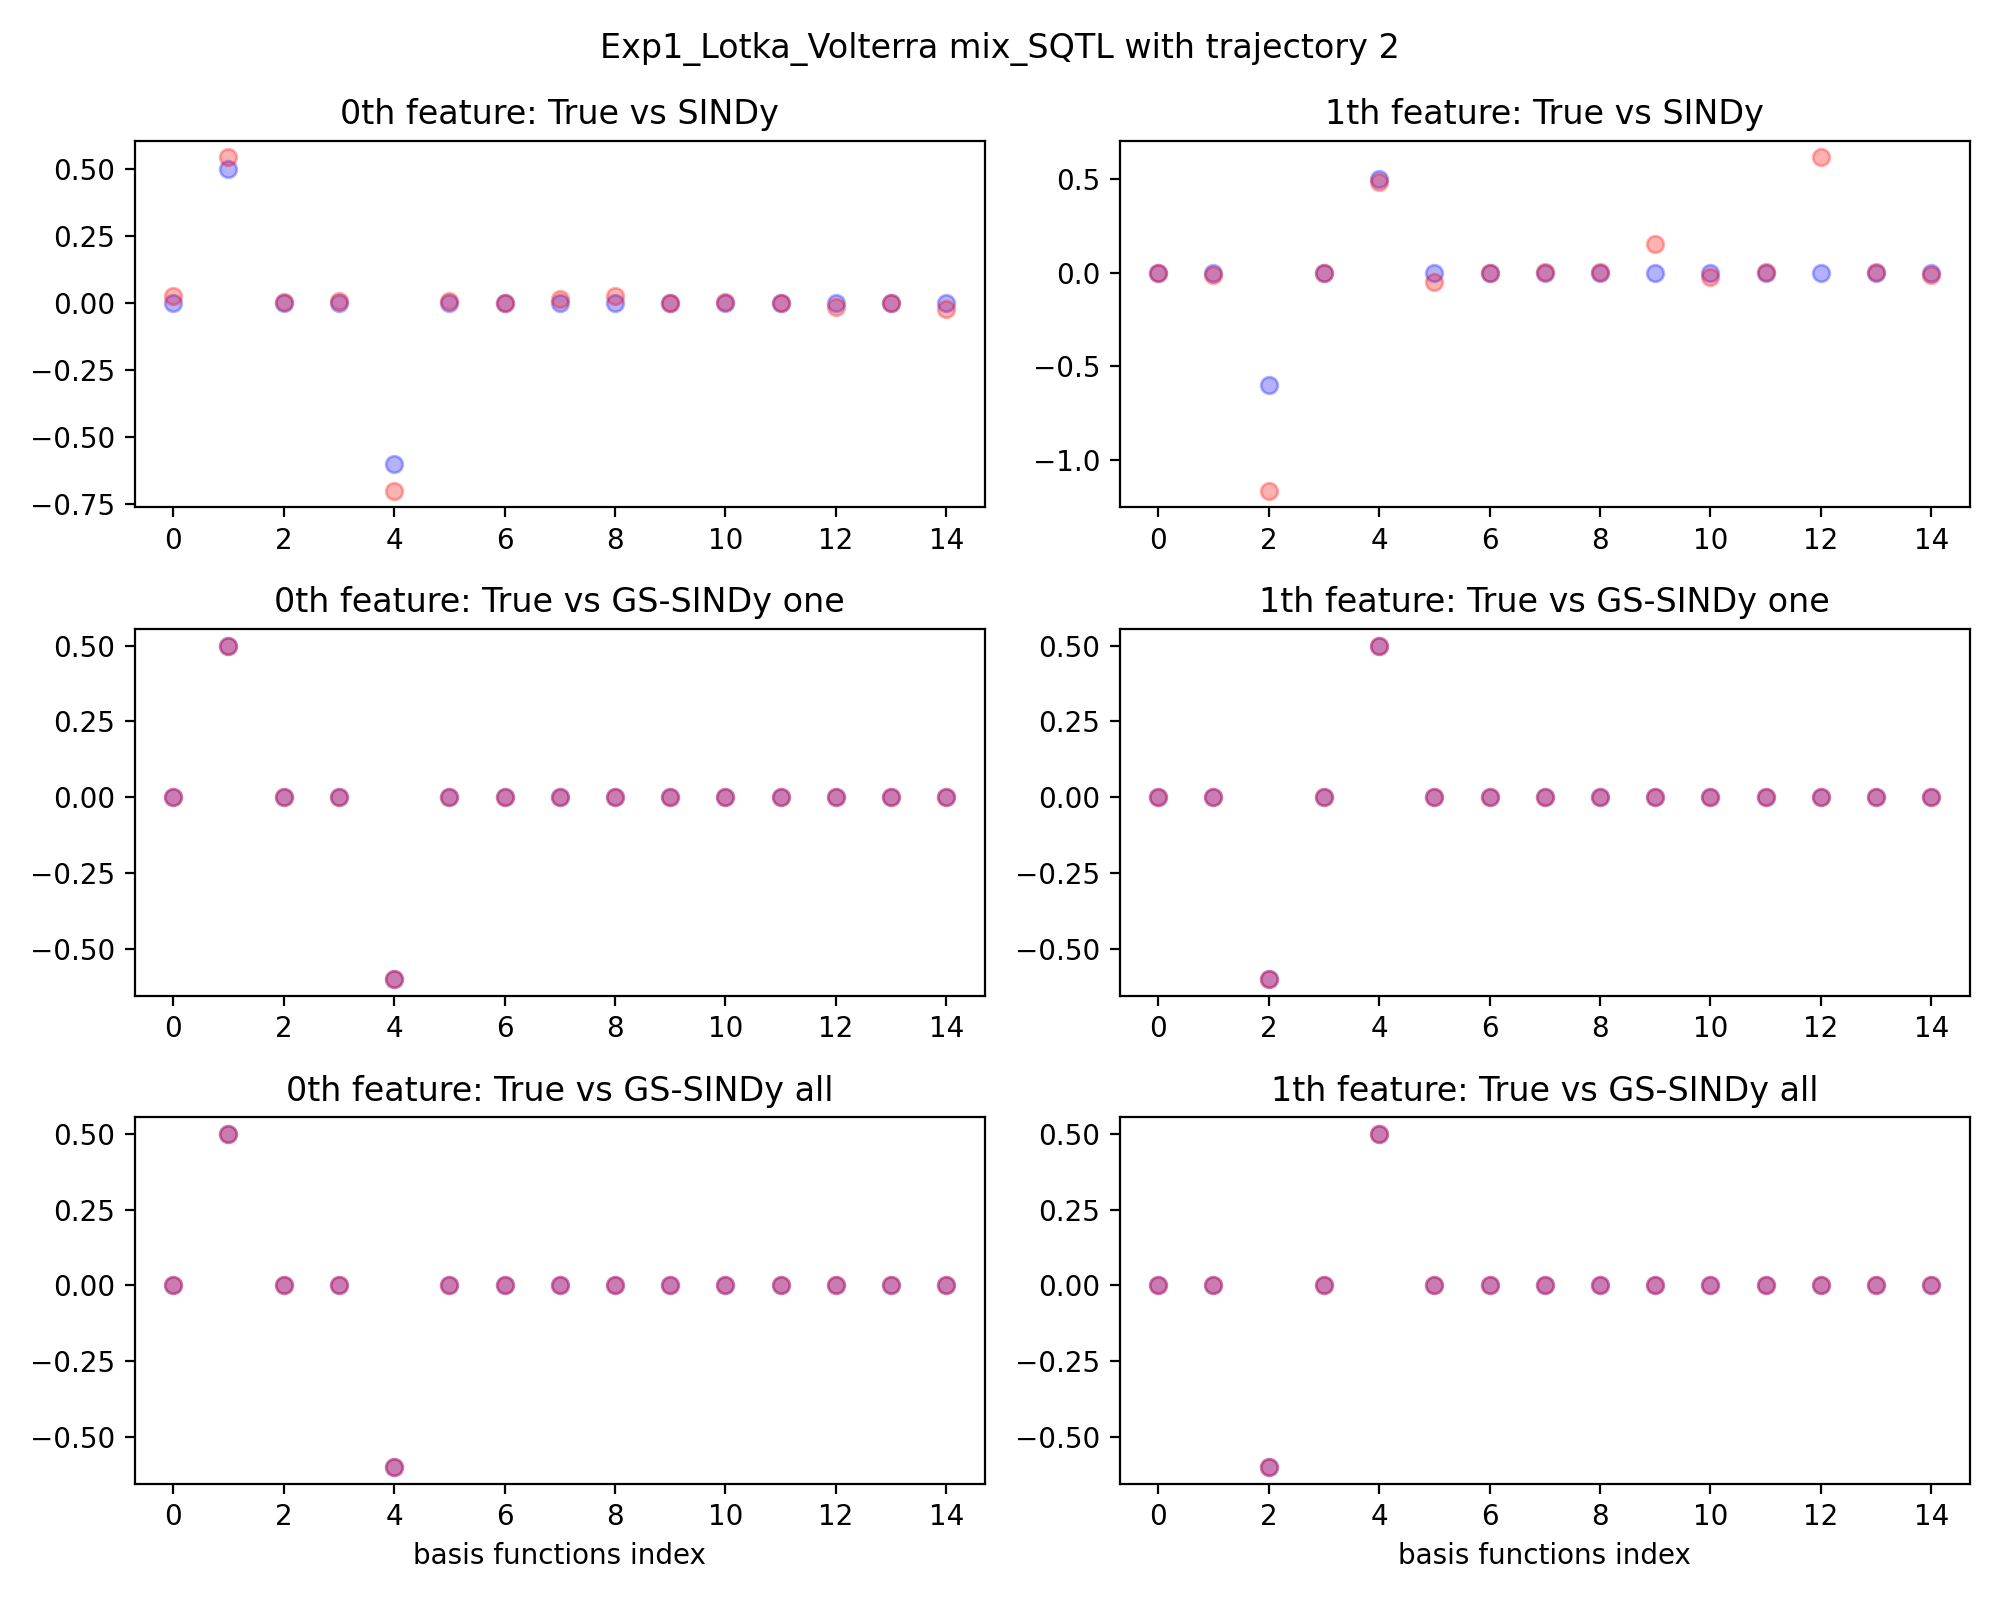 Exp1_Lotka_Volterra mix_SQTL with trajectory 2
0th feature: True vs SINDy
0.50
0.25
0.00
−0.25
−0.50
−0.75
0 2 4 6 8 10 12 14
1th feature: True vs SINDy
0.5
0.0
−0.5
−1.0
0 2 4 6 8 10 12 14
0th feature: True vs GS-SINDy one
0.50
0.25
0.00
−0.25
−0.50
0 2 4 6 8 10 12 14
1th feature: True vs GS-SINDy one
0.50
0.25
0.00
−0.25
−0.50
0 2 4 6 8 10 12 14
0th feature: True vs GS-SINDy all
0.50
0.25
0.00
−0.25
−0.50
0 2 4 6 8 10 12 14
basis functions index
1th feature: True vs GS-SINDy all
0.50
0.25
0.00
−0.25
−0.50
0 2 4 6 8 10 12 14
basis functions index